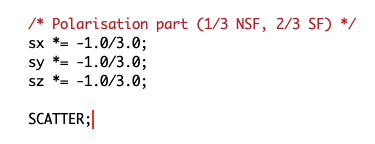 /* Polarisation part (1/3 NSF, 2/3 SF) */
sx *= -1.0/3.0;
sy *= -1.0/3.0;
sz *= -1.0/3.0;
SCATTER;